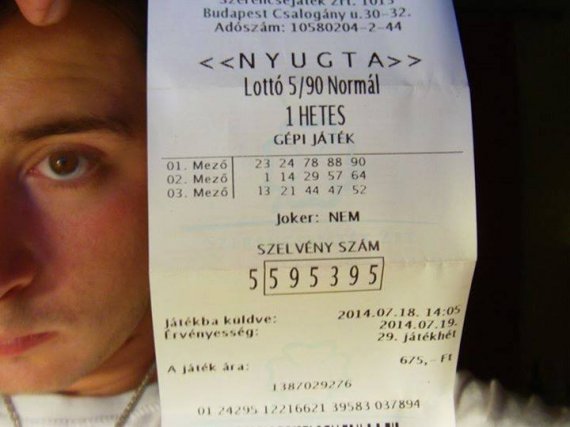 Szerencsejáték Zrt. 1015
Budapest Csalogány u.30-32.
Adószám: 10580204-2-44
<<NYUGTA>>
Lottó 5/90 Normál
1 HETES
GÉPI JÁTÉK
01. Mező 23 24 78 88 90
02. Mező 1 14 29 57 64
03. Mező 13 21 44 47 52
Joker: NEM
SZELVÉNY SZÁM
5 595395
Játékba küldve: 2014.07.18. 14:05
Érvényesség: 2014.07.19.
29. játékhét
A játék ára: 675,- Ft
1387029276
01 24295 12216621 39583 037894